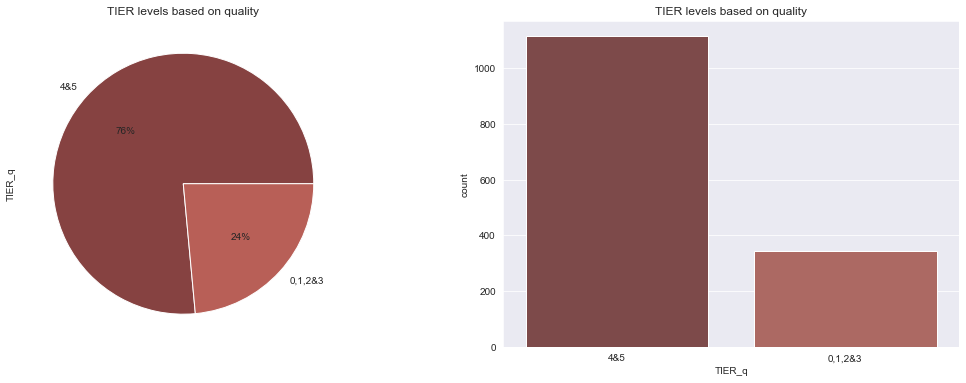 TIER levels based on quality
4&5
76%
TIER_q
24%
0,1,2&3
TIER levels based on quality
1000
800
600
count
400
200
0
4&5
0,1,2&3
TIER_q